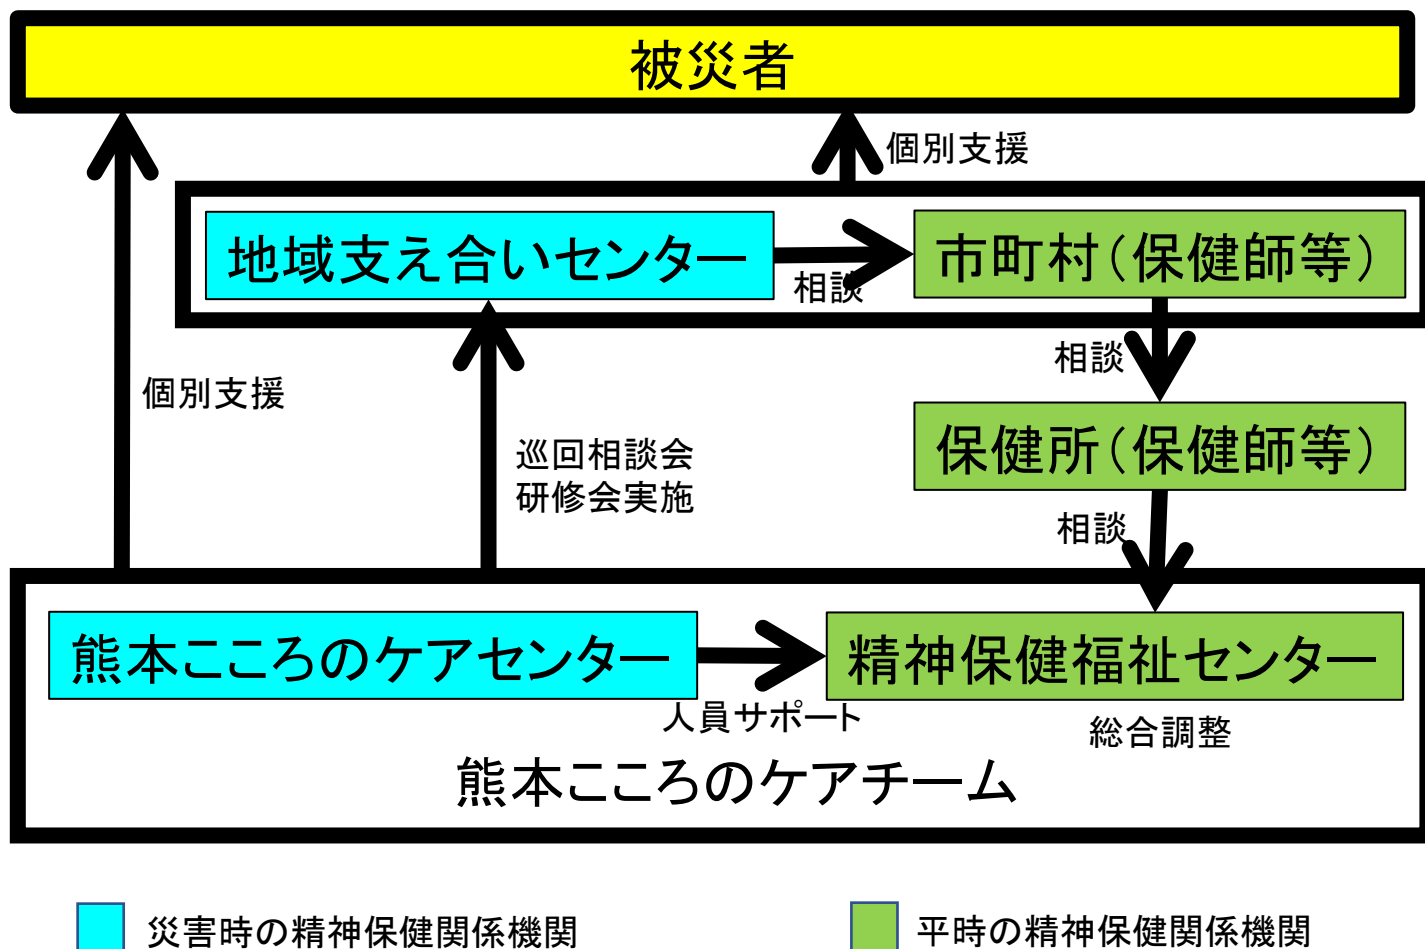 被災者
個別支援
地域支え合いセンター
相談
市町村（保健師等）
相談
個別支援
保健所（保健師等）
巡回相談会
研修会実施
相談
熊本こころのケアセンター
人員サポート
精神保健福祉センター
総合調整
熊本こころのケアチーム
災害時の精神保健関係機関
平時の精神保健関係機関